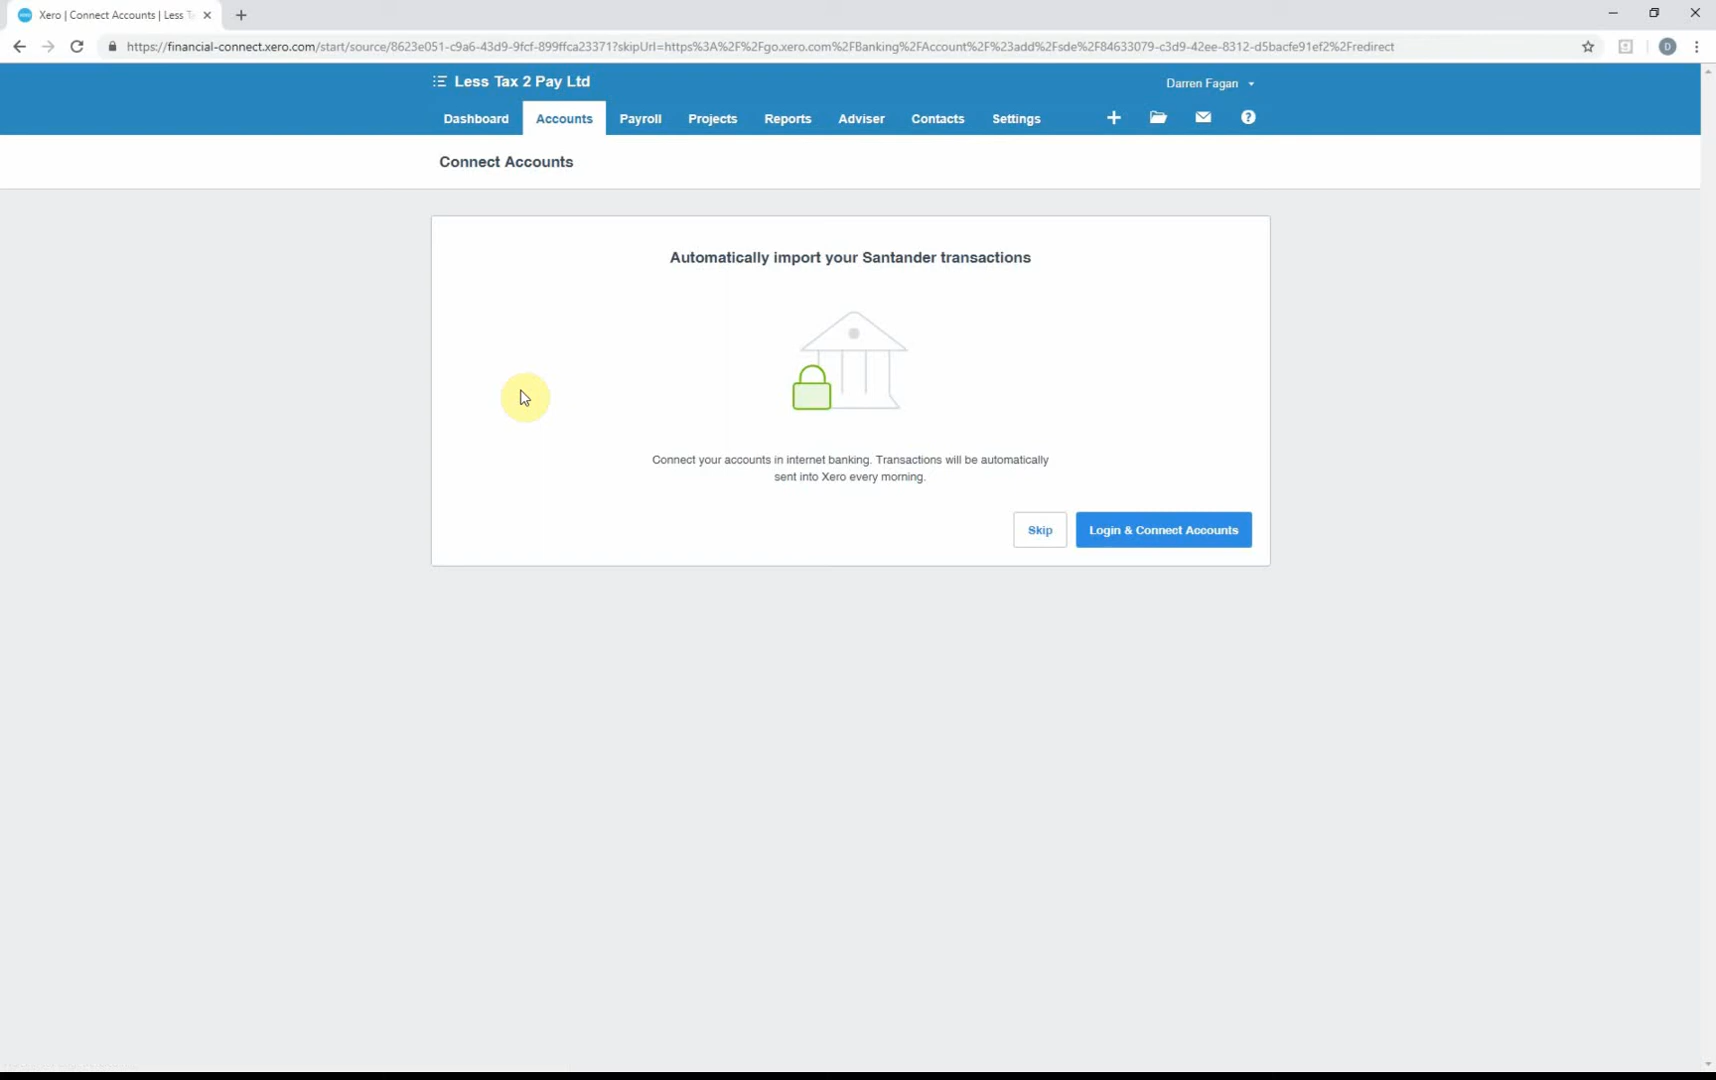 Xero | Connect Accounts | Less T
https://financial-connect.xero.com/start/source/8623e051-c9a6-43d9-9fcf-899ffca23371?skipUrl=https%3A%2F%2Fgo.xero.com%2FBanking%2FAccount%2F%23add%2Fsde%2F84633079-c3d9-42ee-8312-d5bacfe91ef2%2Fredirect
D
Less Tax 2 Pay Ltd
Darren Fagan
Dashboard Accounts Payroll Projects Reports Adviser Contacts Settings
Connect Accounts
Automatically import your Santander transactions
Connect your accounts in internet banking. Transactions will be automatically
sent into Xero every morning.
Skip
Login & Connect Accounts